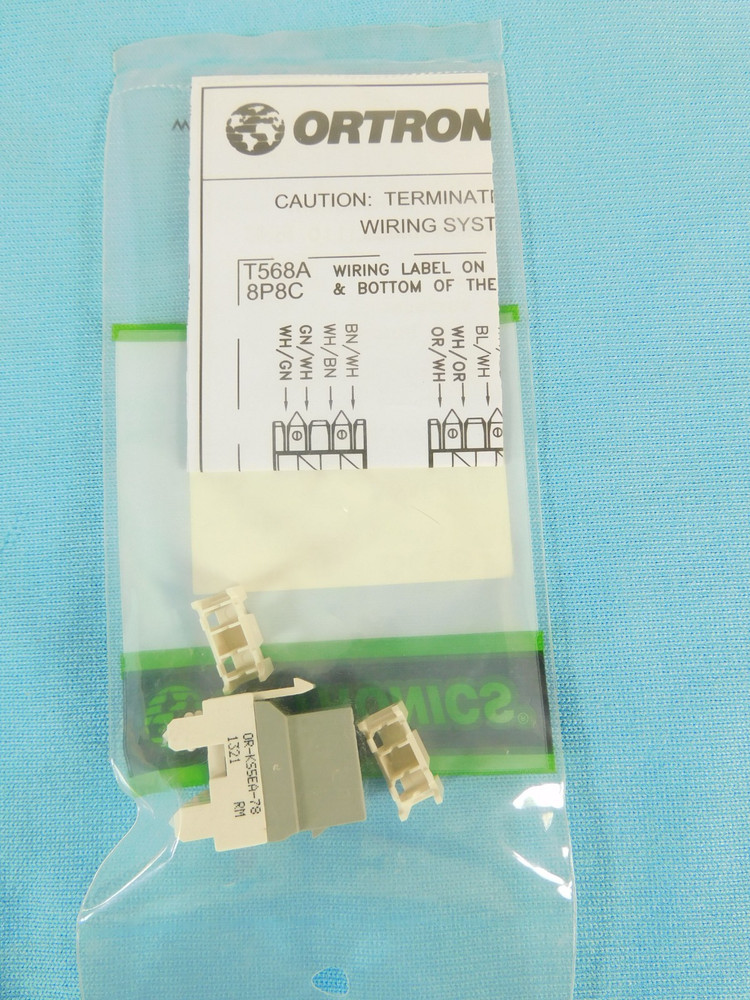 ORTRON
CAUTION: TERMINATE
WIRING SYST
T568A WIRING LABEL ON
8P8C & BOTTOM OF THE
WH/GN GN/WH WH/BN BN/WH OR/WH WH/OR BL/WH
ONICS®
OR-KS5EA-78
1321 RM